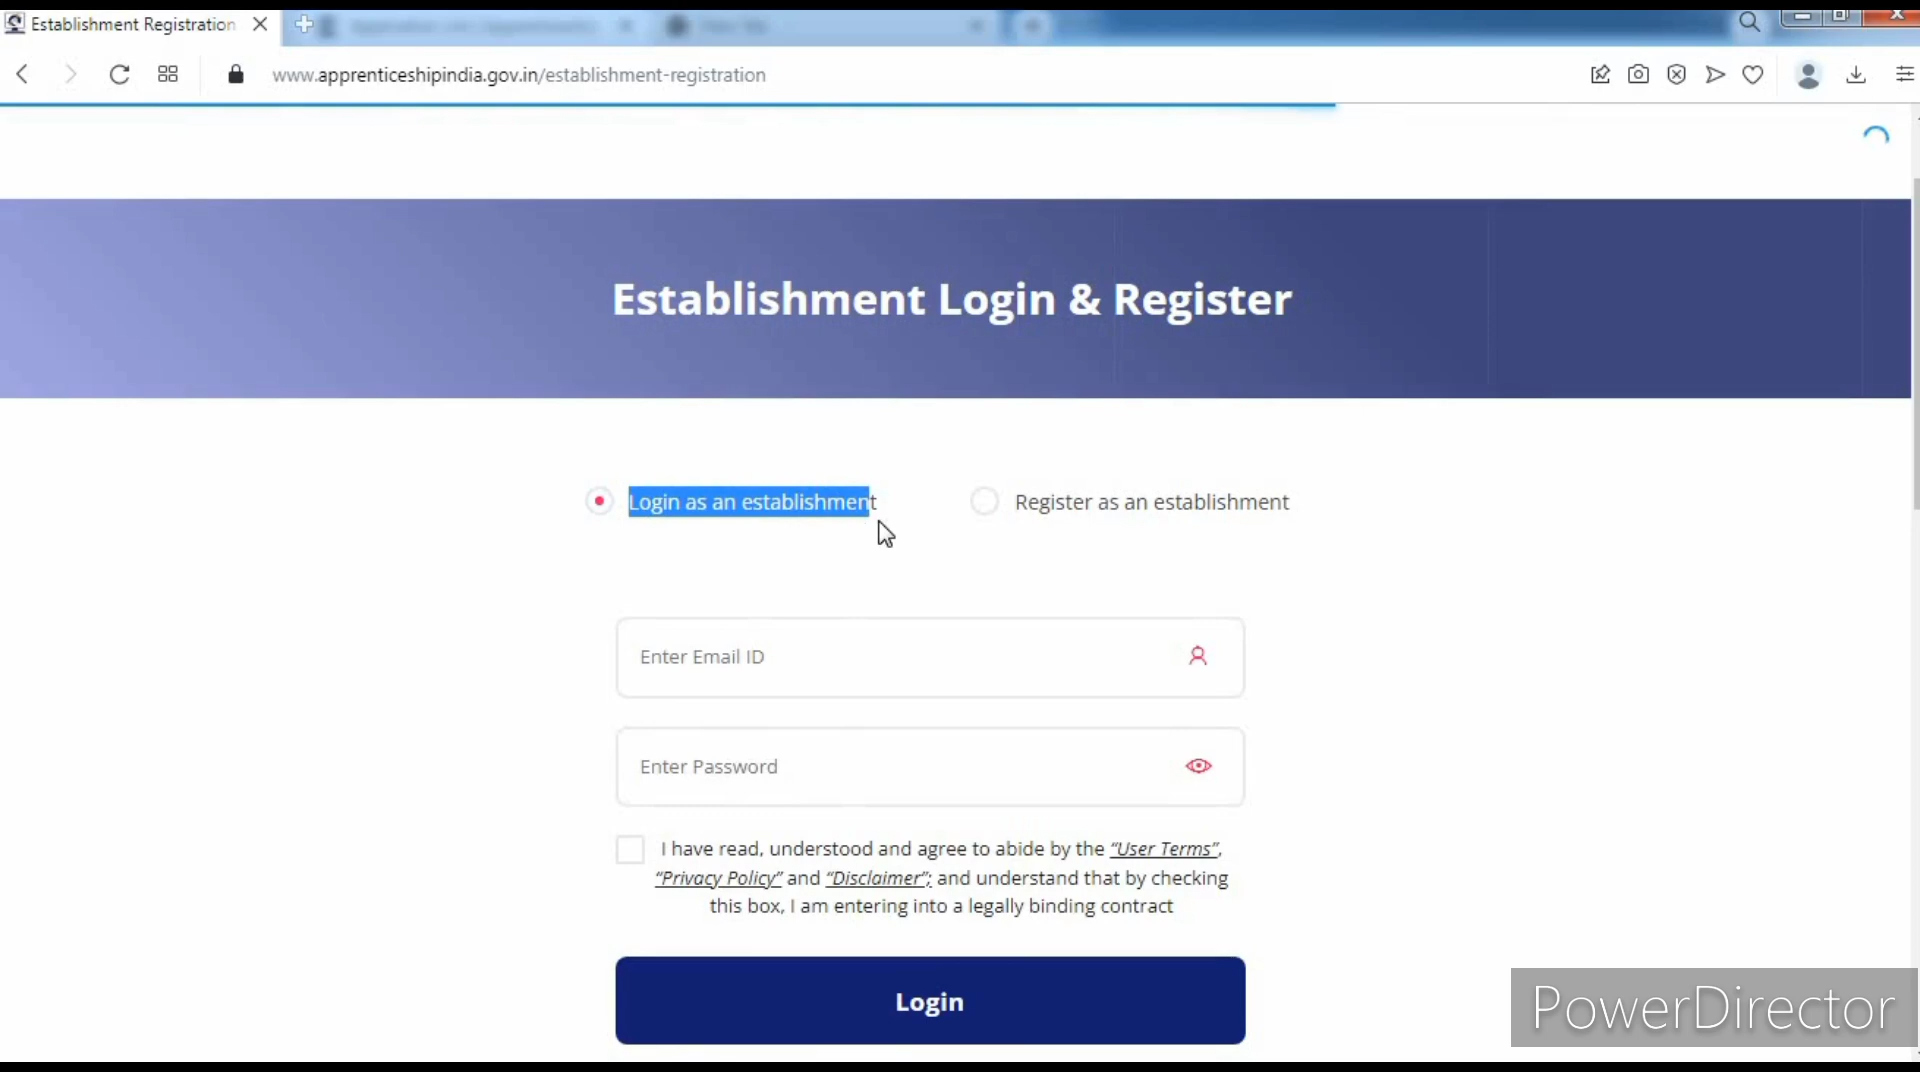 Establishment Registration
www.apprenticeshipindia.gov.in/establishment-registration
Establishment Login & Register
Login as an establishment
Register as an establishment
Enter Email ID
Enter Password
I have read, understood and agree to abide by the “User Terms”,
“Privacy Policy” and “Disclaimer”; and understand that by checking
this box, I am entering into a legally binding contract
Login
PowerDirector